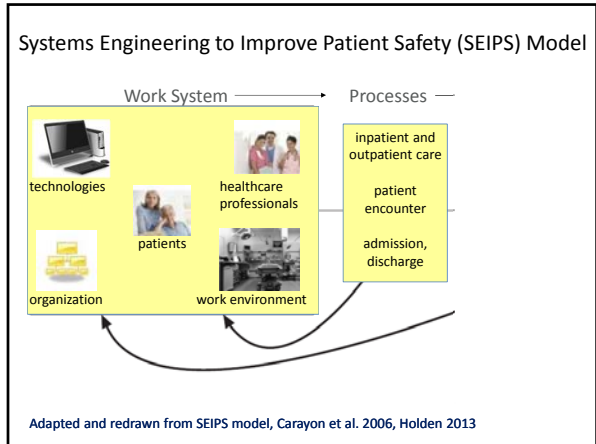 Systems Engineering to Improve Patient Safety (SEIPS) Model
Work System
Processes
technologies
healthcare
professionals
patients
organization
work environment
inpatient and
outpatient care
patient
encounter
admission,
discharge
Adapted and redrawn from SEIPS model, Carayon et al. 2006, Holden 2013